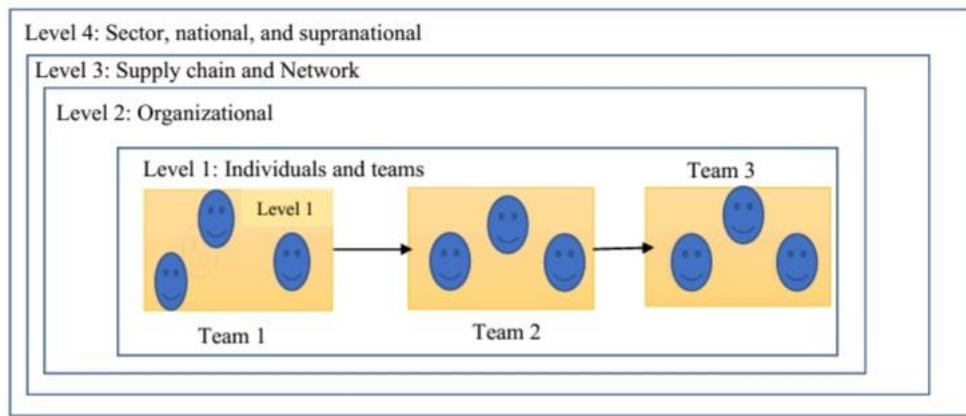 Level 4: Sector, national, and supranational
Level 3: Supply chain and Network
Level 2: Organizational
Level 1: Individuals and teams
Team 3
Level 1
Team 1
Team 2